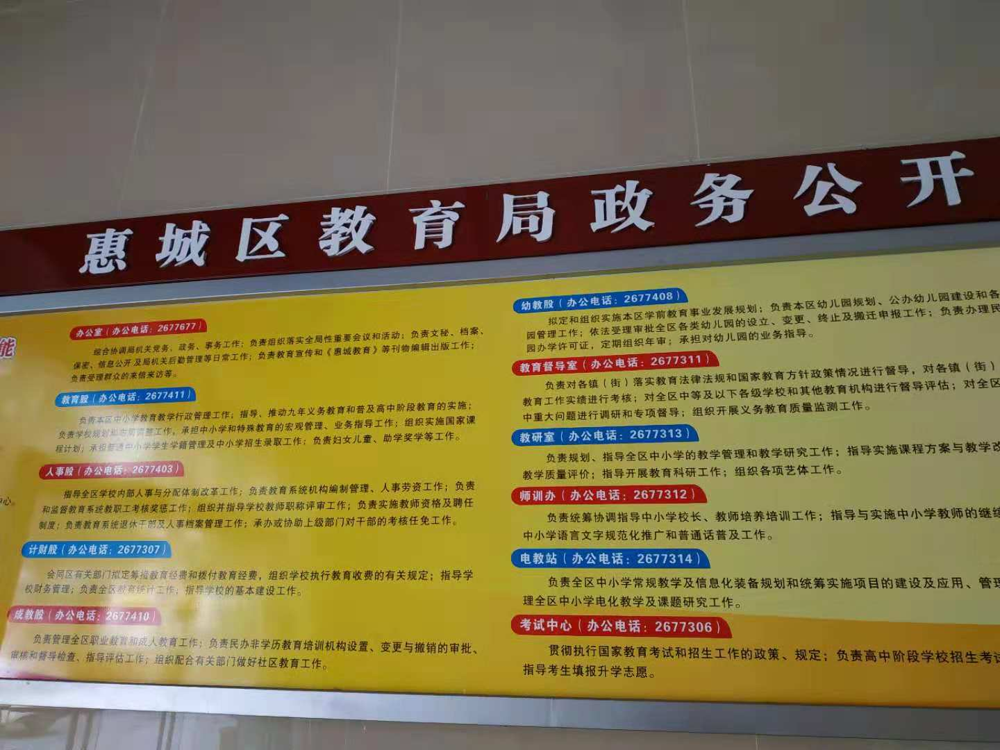 惠城区教育局政务公开
能
中心。
办公室（办公电话：2677677）
综合协调局机关党务、政务、事务工作；负责组织落实全局性重要会议和活动；负责文秘、档案、
保密、信息公开及局机关后勤管理等日常工作；负责教育宣传和《惠城教育》等刊物编辑出版工作；
负责受理群众的来信来访等。
教育股（办公电话：2677411）
负责本区中小学教育教学行政管理工作；指导、推动九年义务教育和普及高中阶段教育的实施；
负责学校规划和布局调整工作，承担中小学和特殊教育的宏观管理、业务指导工作；组织实施国家课
程计划；承担普通中小学学生学籍管理及中小学招生录取工作；负责妇女儿童、助学奖学等工作。
人事股（办公电话：2677403）
指导全区学校内部人事与分配体制改革工作；负责教育系统机构编制管理、人事劳资工作；负责
和监督教育系统教职工考核奖惩工作；组织并指导学校教师职称评审工作；负责实施教师资格及聘任
制度；负责教育系统退休干部及人事档案管理工作；承办或协助上级部门对干部的考核任免工作。
计财股（办公电话：2677307）
会同区有关部门拟定筹措教育经费和拨付教育经费，组织学校执行教育收费的有关规定；指导学
校财务管理；负责全区教育统计工作；指导学校的基本建设工作。
成教股（办公电话：2677410）
负责管理全区职业教育和成人教育工作；负责民办非学历教育培训机构设置、变更与撤销的审批、
审核和督导检查、指导评估工作；组织配合有关部门做好社区教育工作。
幼教股（办公电话：2677408）
拟定和组织实施本区学前教育事业发展规划；负责本区幼儿园规划、公办幼儿园建设和各
园管理工作；依法受理审批全区各类幼儿园的设立、变更、终止及搬迁申报工作；负责办理民
园办学许可证，定期组织年审；承担对幼儿园的业务指导。
教育督导室（办公电话：2677311）
负责对各镇（街）落实教育法律法规和国家教育方针政策情况进行督导，对各镇（街）
教育工作实绩进行考核；对全区中等及以下各级学校和其他教育机构进行督导评估；对全区
中重大问题进行调研和专项督导；组织开展义务教育质量监测工作。
教研室（办公电话：2677313）
负责规划、指导全区中小学的教学管理和教学研究工作；指导实施课程方案与教学改
教学质量评价；指导开展教育科研工作；组织各项艺体工作。
师训办（办公电话：2677312）
负责统筹协调指导中小学校长、教师培养培训工作；指导与实施中小学教师的继续
中小学语言文字规范化推广和普通话普及工作。
电教站（办公电话：2677314）
负责全区中小学常规教学及信息化装备规划和统筹实施项目的建设及应用、管理
理全区中小学电化教学及课题研究工作。
考试中心（办公电话：2677306）
贯彻执行国家教育考试和招生工作的政策、规定；负责高中阶段学校招生考试
指导考生填报升学志愿。